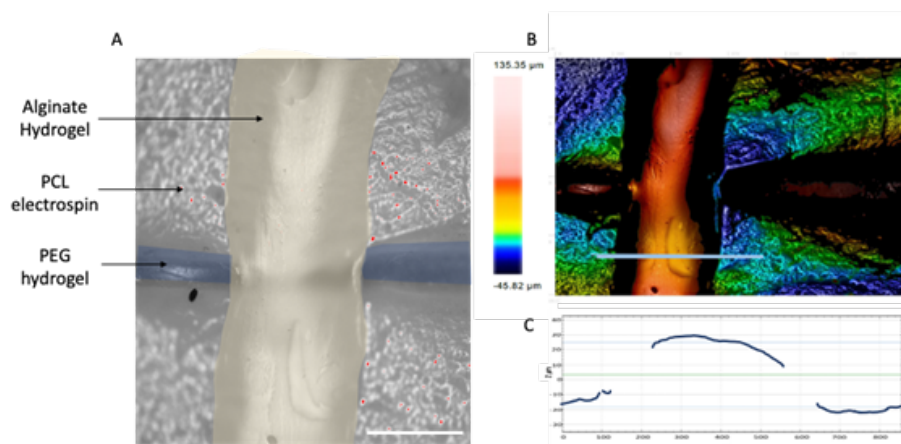 A
B
Alginate
Hydrogel
PCL
electrospin
PEG
hydrogel
135.35 µm
-45.82 µm
C
0
100
200
300
400
500
600
700
800